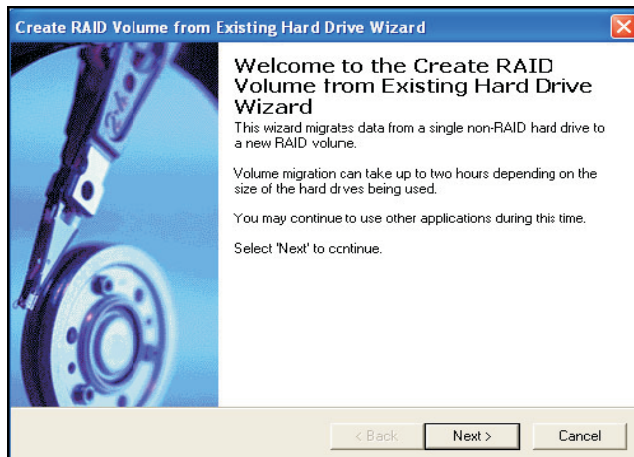 Create RAID Volume from Existing Hard Drive Wizard
Welcome to the Create RAID
Volume from Existing Hard Drive
Wizard
This wizard migrates data from a single non-RAID hard drive to
a new RAID volume.
Volume migration can take up to two hours depending on the
size of the hard drives being used.
You may continue to use other applications during this time.
Select 'Next' to continue.
< Back
Next >
Cancel